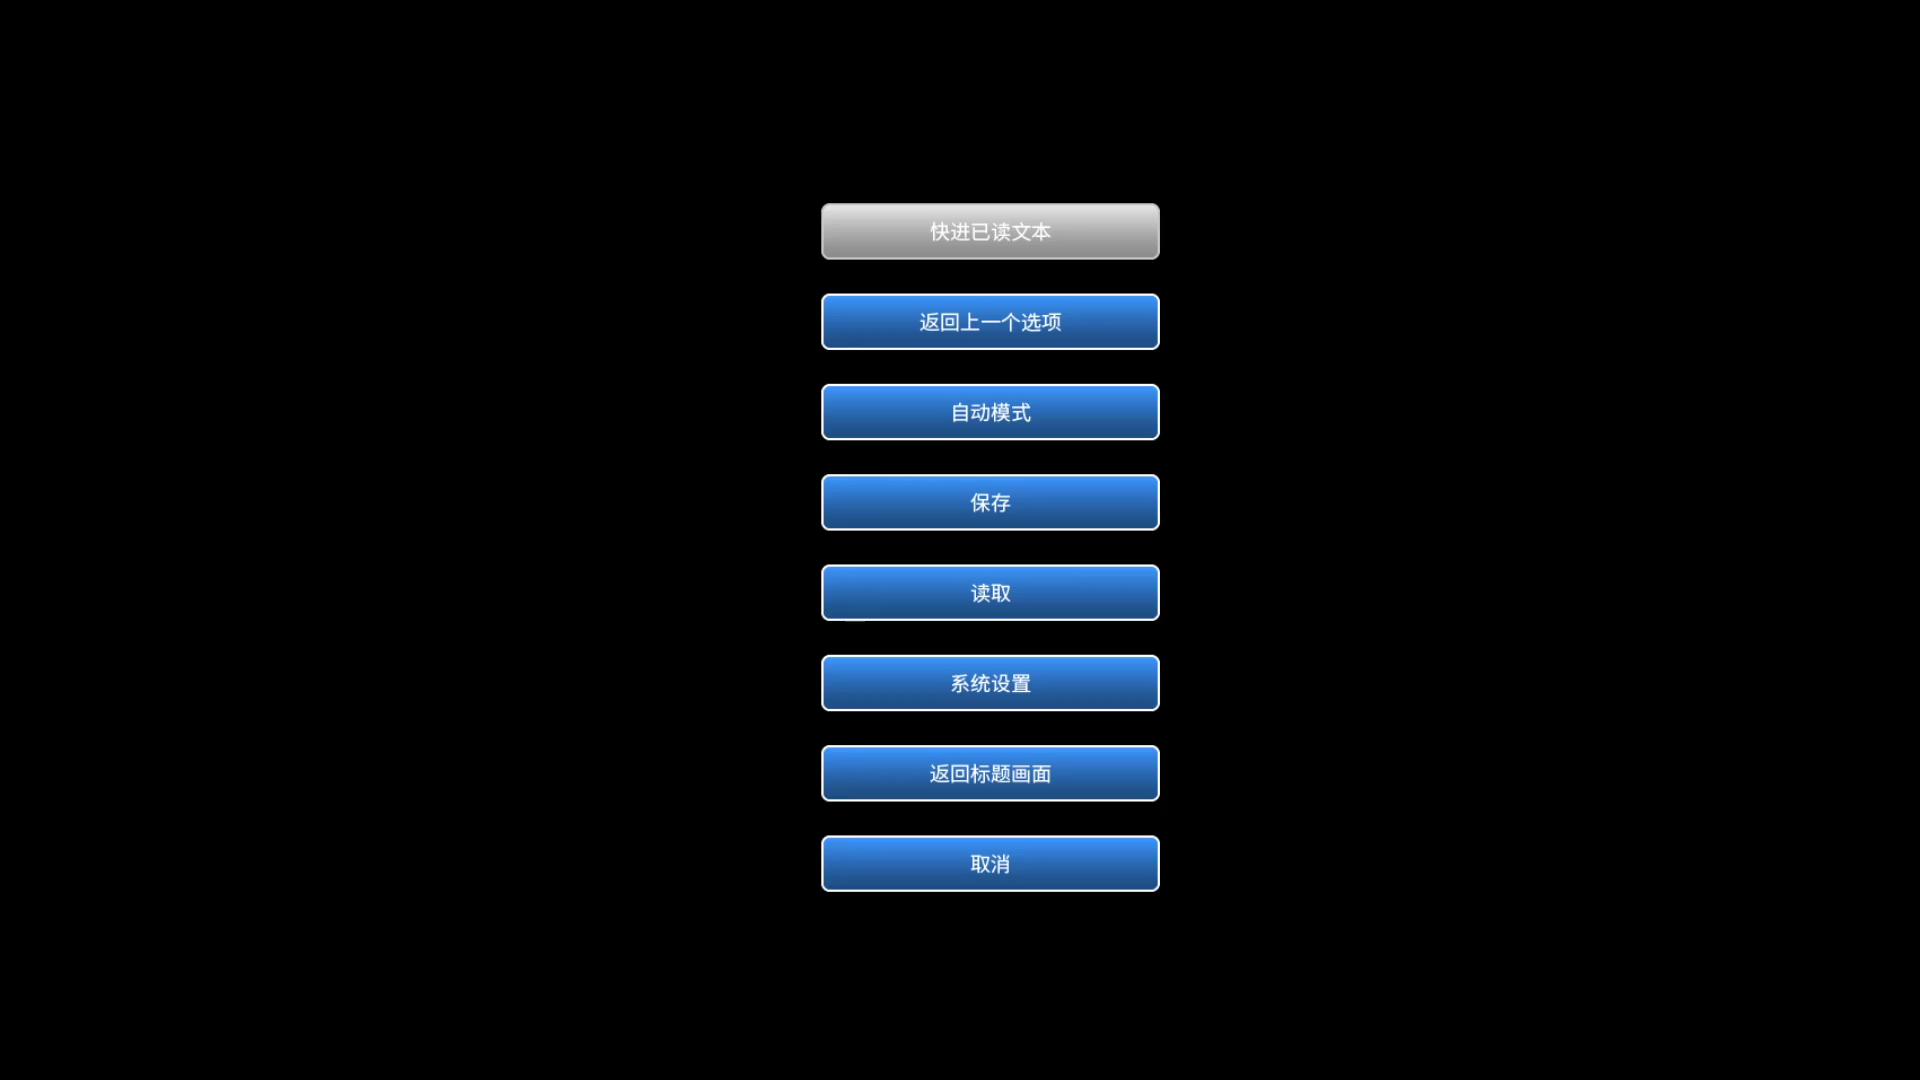 快进已读文本
返回上一个选项
自动模式
保存
读取
系统设置
返回标题画面
取消